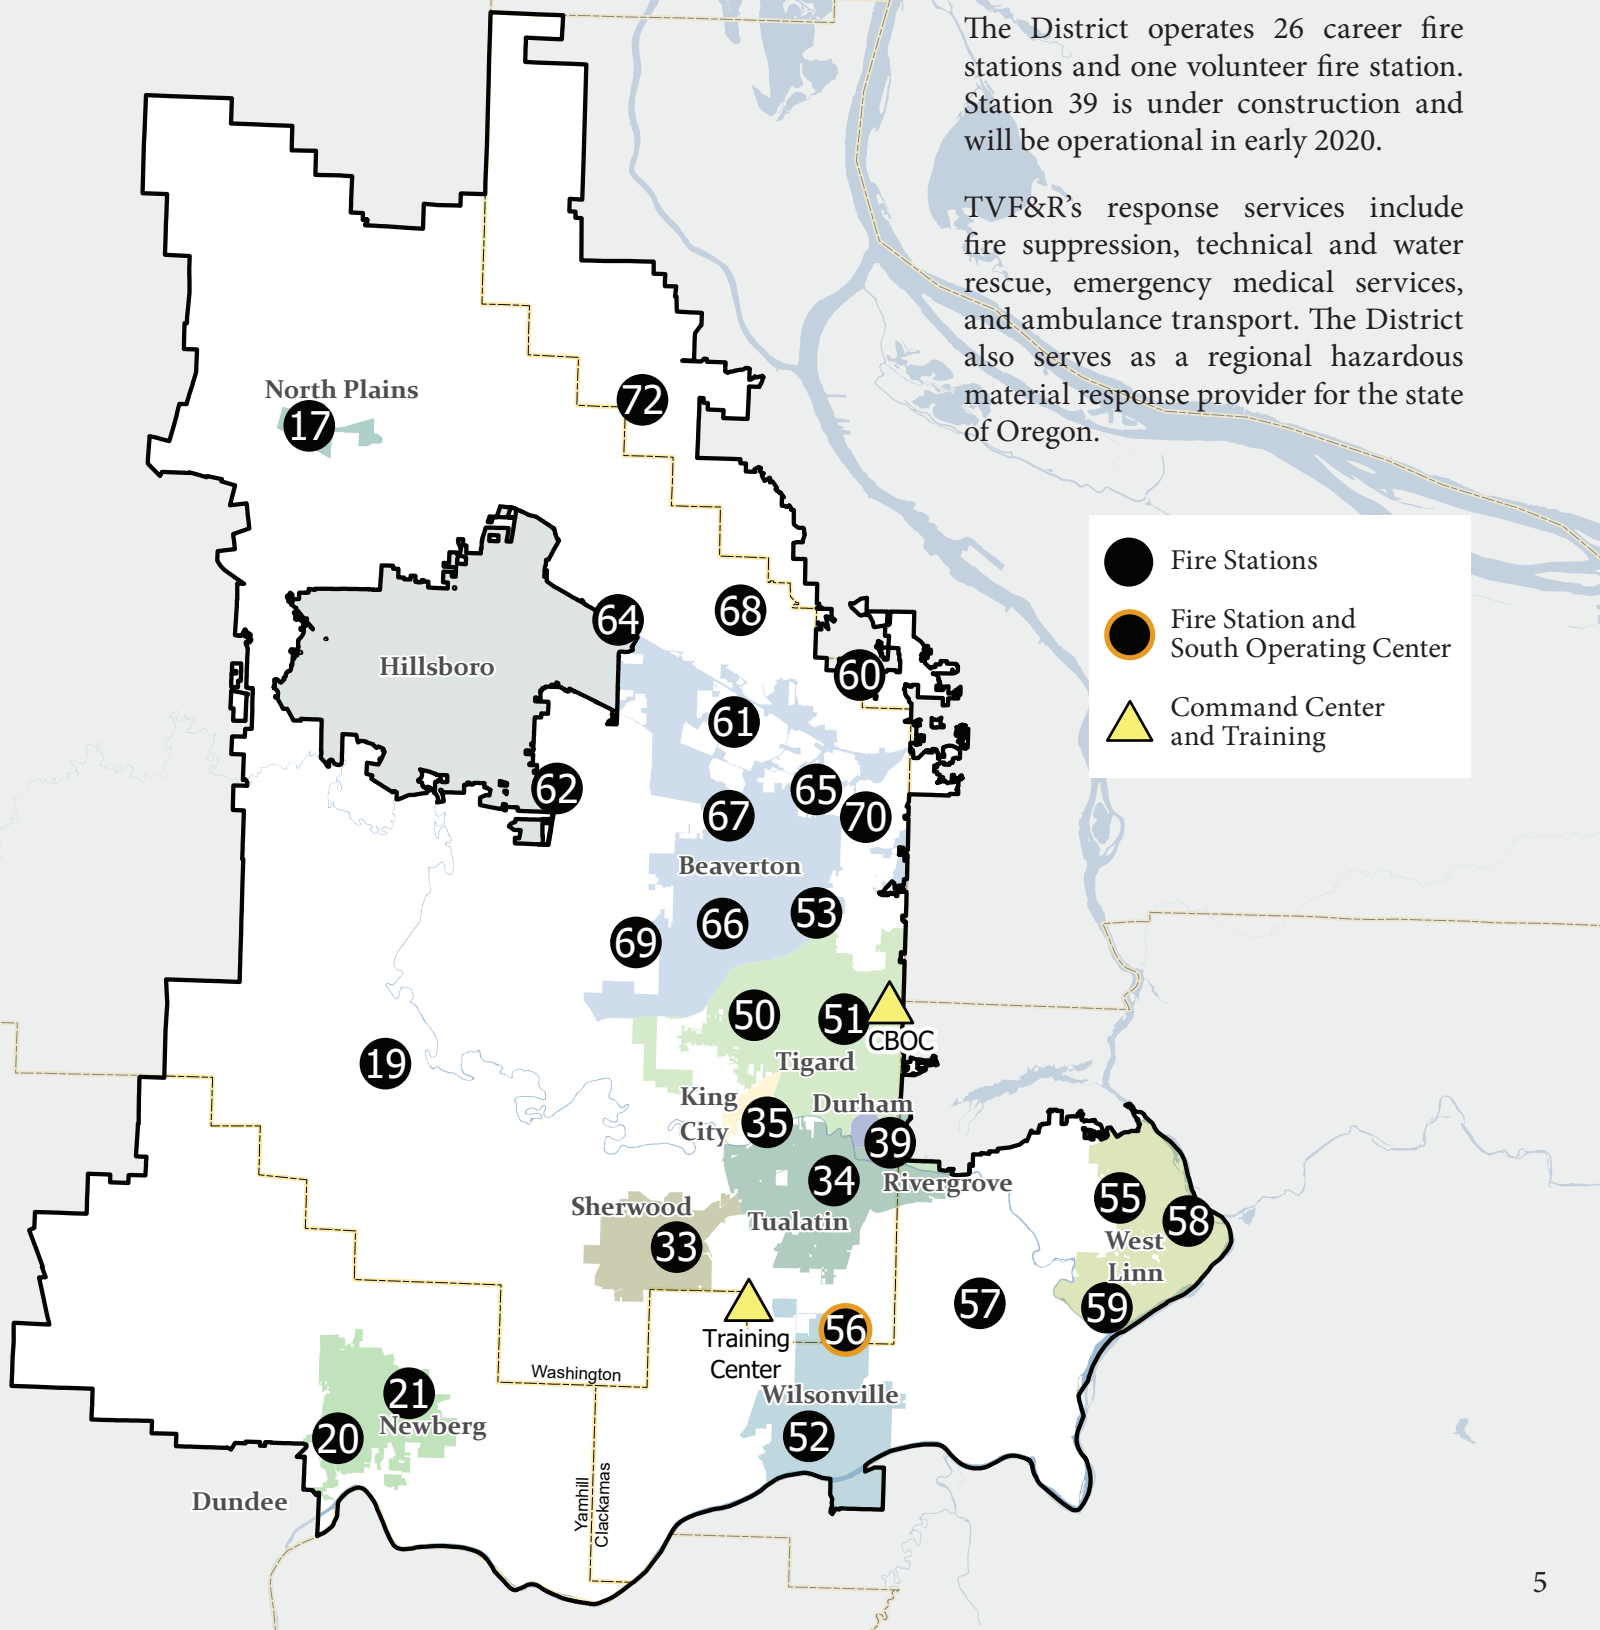 The District operates 26 career fire
stations and one volunteer fire station.
Station 39 is under construction and
will be operational in early 2020.
TVF&R's response services include
fire suppression, technical and water
rescue, emergency medical services,
and ambulance transport. The District
also serves as a regional hazardous
material response provider for the state
of Oregon.
North Plains
17
72
Fire Stations
Fire Station and
South Operating Center
Command Center
and Training
64
68
Hillsboro
60
61
62
65
67
70
Beaverton
53
66
69
50
51
CBOC
Tigard
19
King
City
35
Durham
39
34
Rivergrove
Tualatin
Sherwood
33
55
58
West
Linn
59
57
56
Training
Center
Washington
Wilsonville
52
21
Newberg
20
Dundee
Yamhill
Clackamas
5